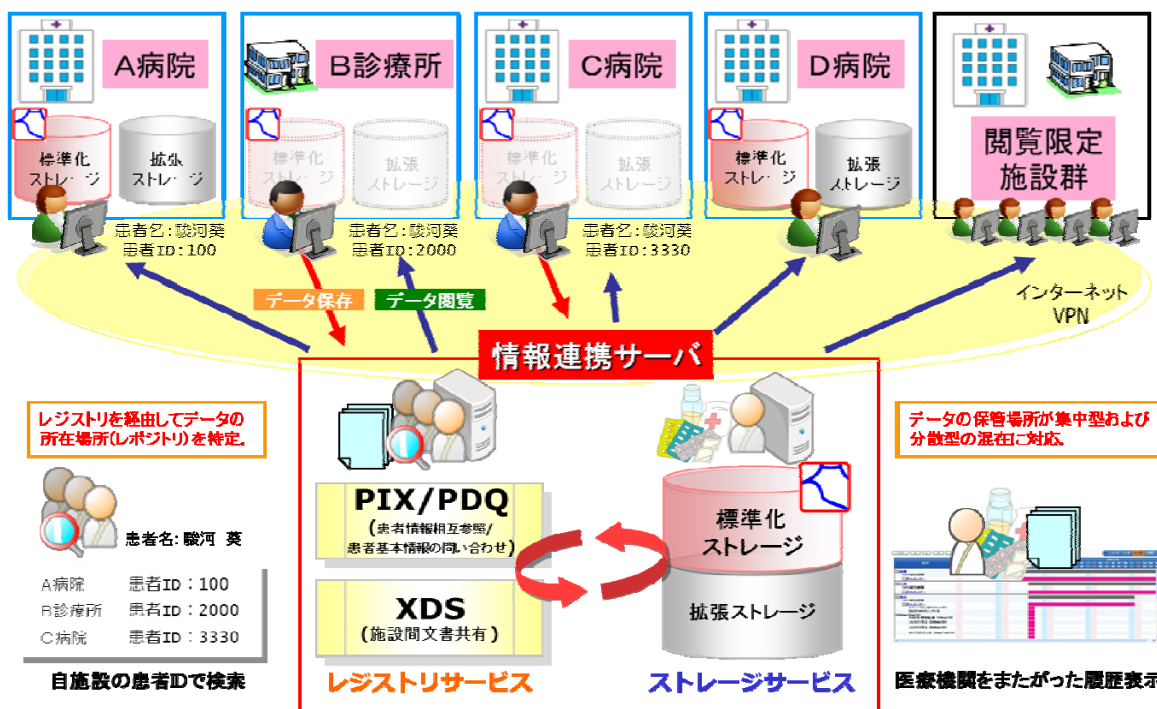 A病院
B診療所
C病院
D病院
閲覧限定
施設群
標準化
ストレージ
拡張
ストレージ
標準化
ストレージ
拡張
ストレージ
標準化
ストレージ
拡張
ストレージ
標準化
ストレージ
拡張
ストレージ
患者名:駿河葵
患者ID:100
患者名:駿河葵
患者ID:2000
患者名:駿河葵
患者ID:3330
データ保存
データ閲覧
インターネット
VPN
情報連携サーバ
レジストリを経由してデータの
所在場所(レポジトリ)を特定。
データの保管場所が集中型および
分散型の混在に対応。
患者名:駿河 葵
A病院 患者ID:100
B診療所 患者ID:2000
C病院 患者ID:3330
自施設の患者IDで検索
PIX/PDQ
(患者情報相互参照/
患者基本情報の問い合わせ)
XDS
(施設間文書共有)
レジストリサービス
標準化
ストレージ
拡張ストレージ
ストレージサービス
医療機関をまたがった履歴表示